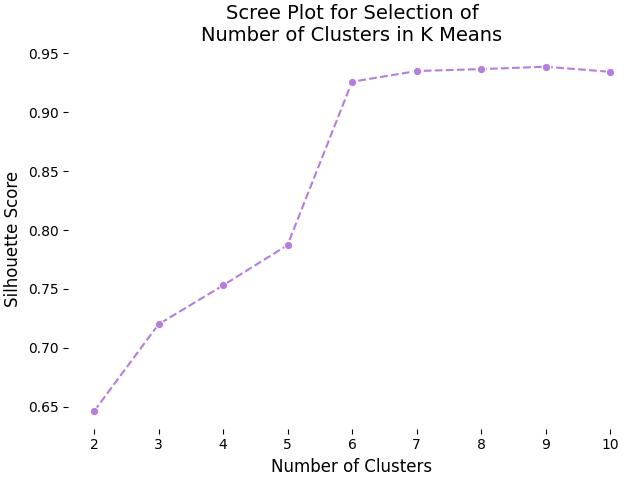 Scree Plot for Selection of
Number of Clusters in K Means
Silhouette Score
0.95
0.90
0.85
0.80
0.75
0.70
0.65
2 3 4 5 6 7 8 9 10
Number of Clusters